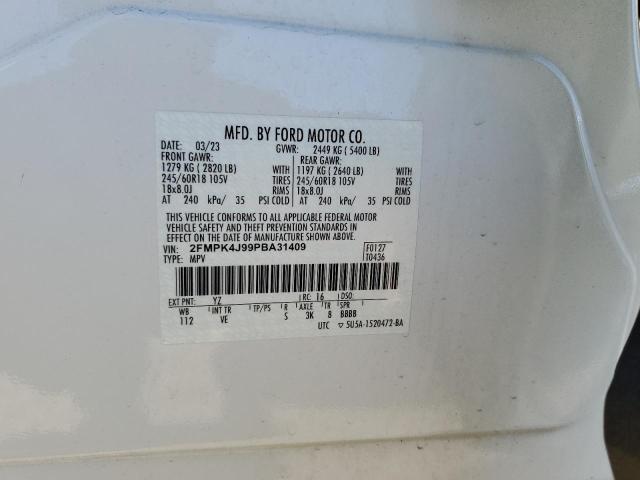 MFD. BY FORD MOTOR CO.
DATE: 03/23 GVWR: 2449 KG ( 5400 LB)
FRONT GAWR: REAR GAWR:
1279 KG ( 2820 LB) WITH 1197 KG ( 2640 LB) WITH
245/60R18 105V TIRES 245/60R18 105V TIRES
18x8.0J RIMS 18x8.0J RIMS
AT 240 kPa/ 35 PSI COLD AT 240 kPa/ 35 PSI COLD
THIS VEHICLE CONFORMS TO ALL APPLICABLE FEDERAL MOTOR
VEHICLE SAFETY AND THEFT PREVENTION STANDARDS IN
EFFECT ON THE DATE OF MANUFACTURE SHOWN ABOVE.
VIN: 2FMPK4J99PBA31409 F0127
TYPE: MPV T0436
EXT PNT: YZ RC: 16 DSO:
WB INT TR TP/PS R AXLE TR SPR
112 VE S 3K 8 BBBB
UTC ▽ 5U5A-1520472-BA